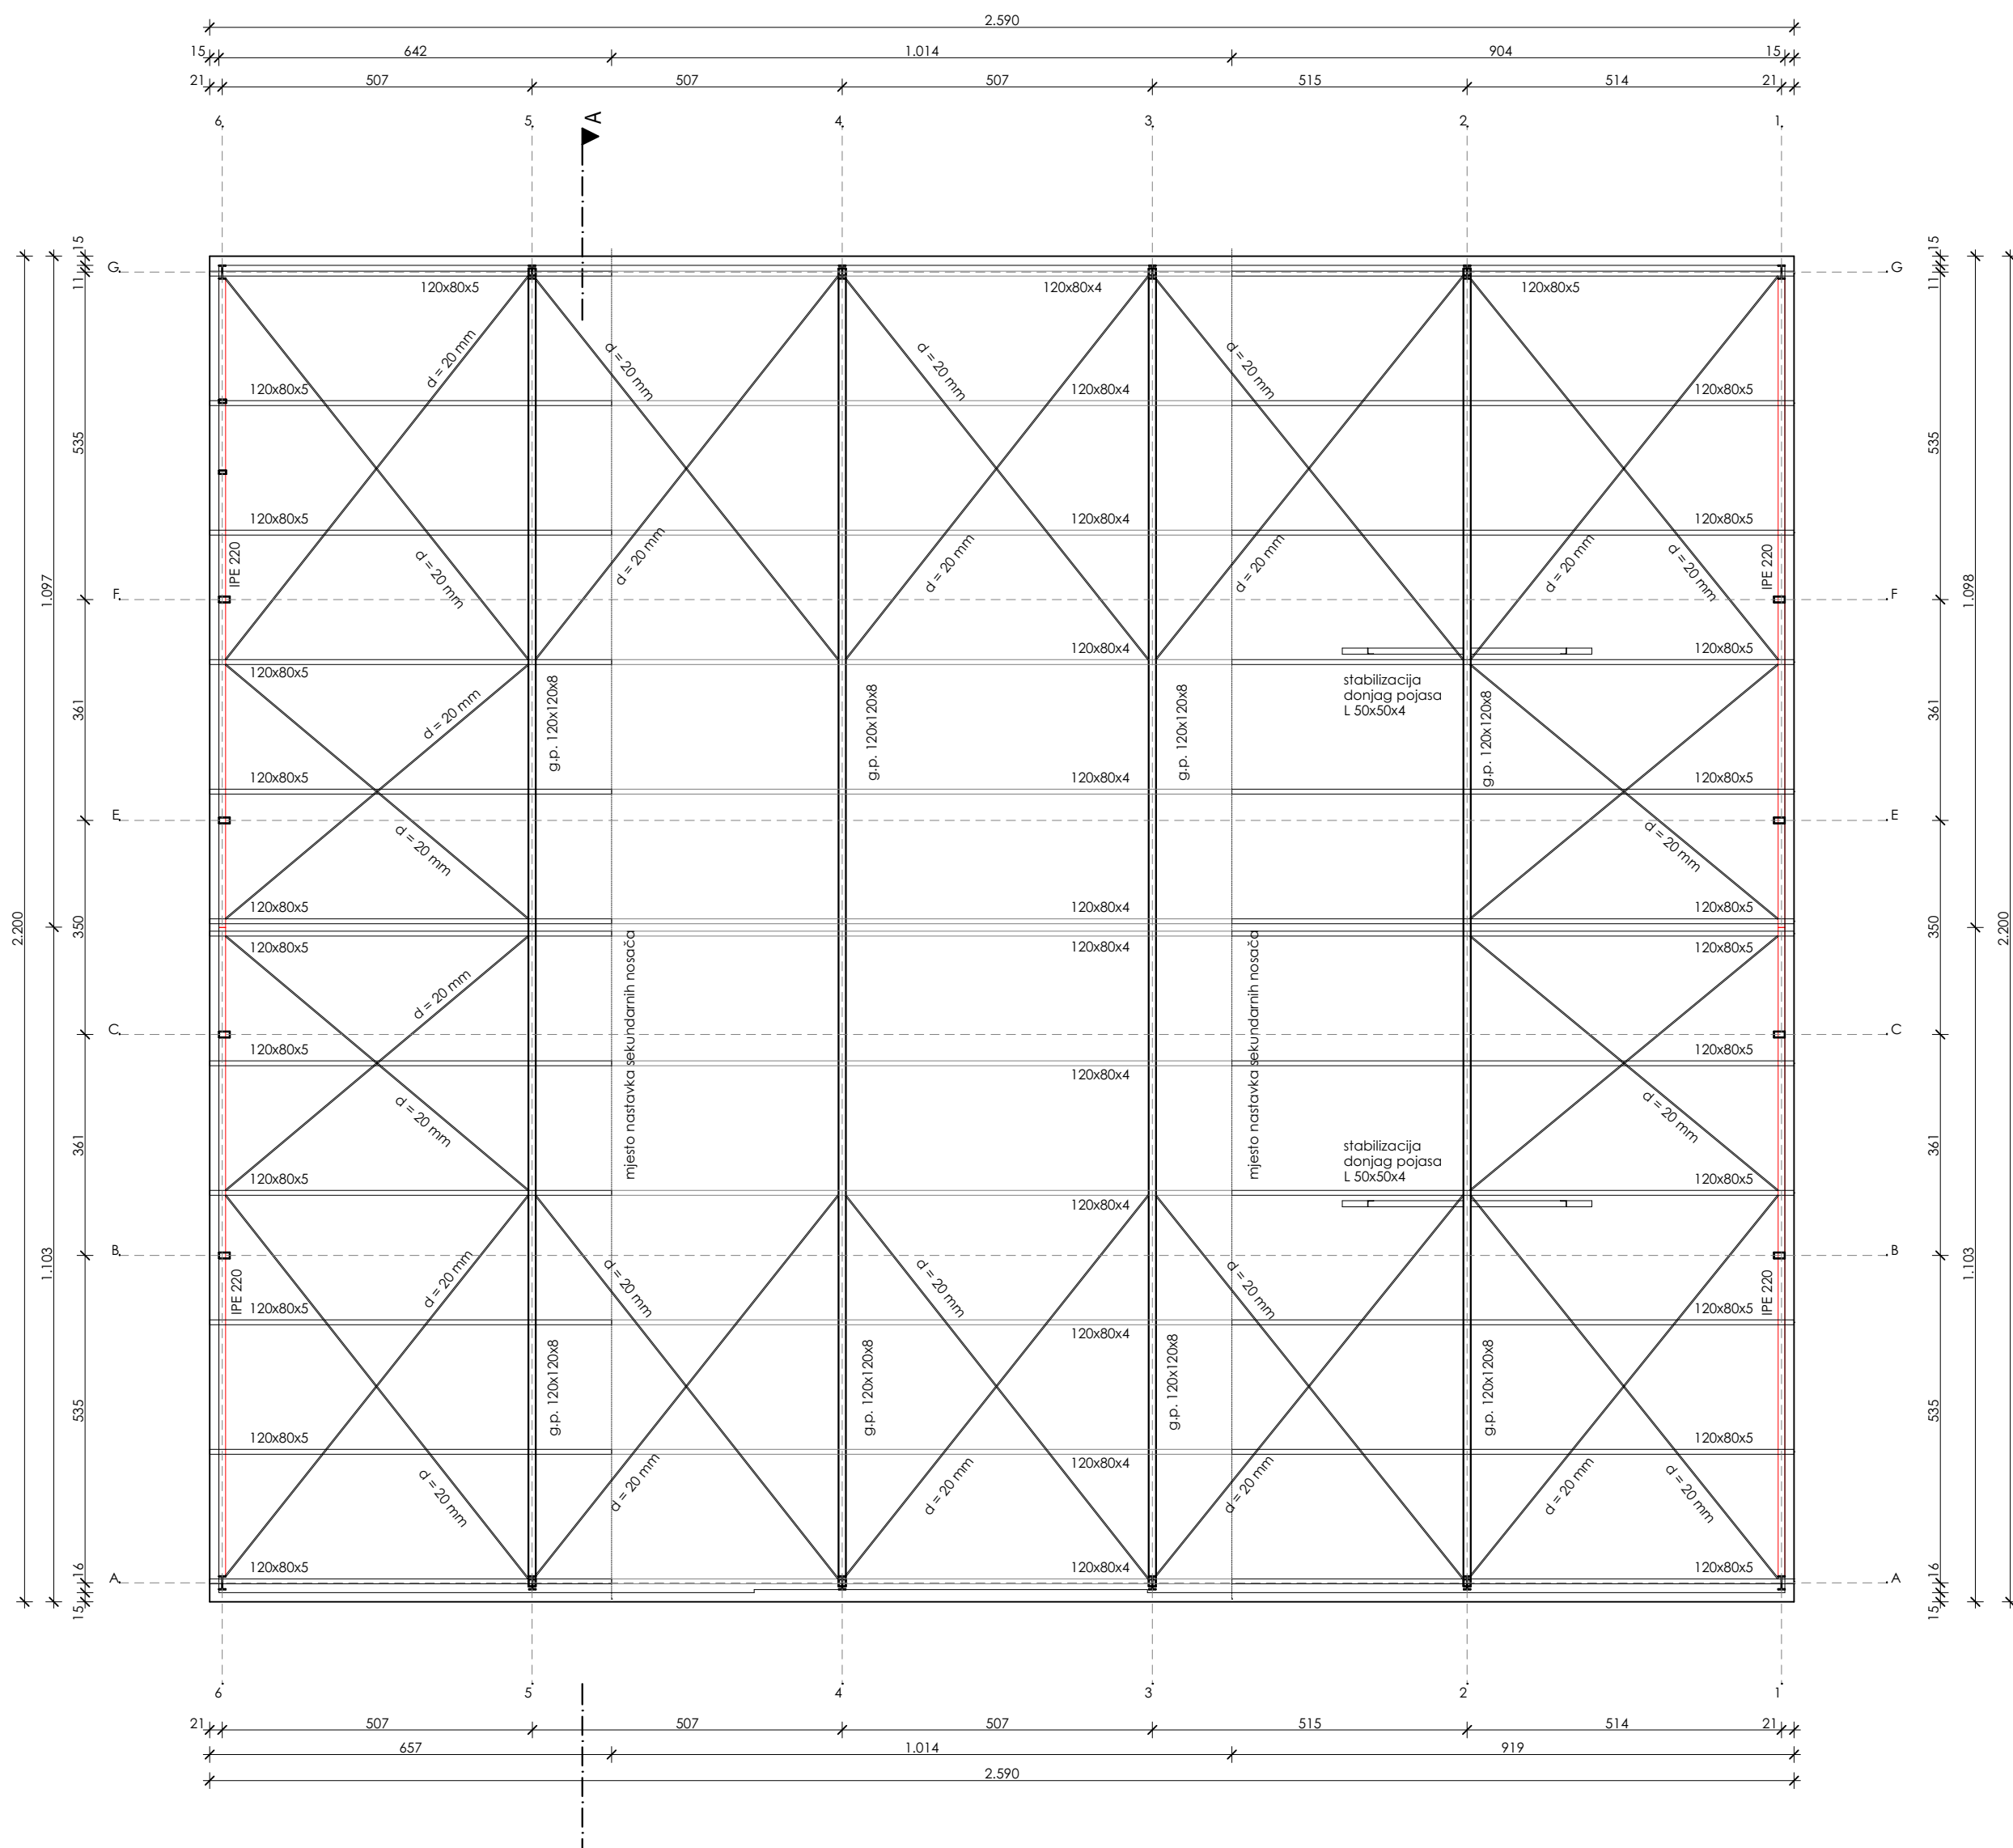 2.590
15 642 1.014 904 15
21 507 507 507 515 514 21
A
6. 5. 4. 3. 2. 1.
15
15
G.
G
11
11
120x80x5 120x80x4 120x80x5
d = 20 mm
d = 20 mm
d = 20 mm
d = 20 mm
120x80x5 120x80x4 120x80x5
535
535
120x80x5 120x80x4 120x80x5
IPE 220
IPE 220
d = 20 mm
d = 20 mm
d = 20 mm
d = 20 mm
d = 20 mm
d = 20 mm
1.097
1.098
F.
F
120x80x4 120x80x5
120x80x5
stabilizacija
donjag pojasa
L 50x50x4
g.p. 120x120x8
g.p. 120x120x8
g.p. 120x120x8
g.p. 120x120x8
361
361
d = 20 mm
120x80x5 120x80x4 120x80x5
E.
E
d = 20 mm
d = 20 mm
120x80x5 120x80x4 120x80x5
2.200
350
350
2.200
120x80x5 120x80x4 120x80x5
d = 20 mm
mjesto nastavka sekundarnih nosača
mjesto nastavka sekundarnih nosača
C.
C
120x80x5 120x80x5
120x80x4
d = 20 mm
d = 20 mm
361
361
stabilizacija
donjag pojasa
L 50x50x4
120x80x5 120x80x5
120x80x4
B.
B
1.103
1.103
d = 20 mm
d = 20 mm
d = 20 mm
d = 20 mm
IPE 220
IPE 220
120x80x5 120x80x5
120x80x4
g.p. 120x120x8
g.p. 120x120x8
g.p. 120x120x8
g.p. 120x120x8
535
535
120x80x5 120x80x5
120x80x4
d = 20 mm
d = 20 mm
d = 20 mm
d = 20 mm
d = 20 mm
d = 20 mm
120x80x5 120x80x4 120x80x5
16
16
A.
A
15
15
6. 5. 4 3 2. 1.
21 507 507 507 515 514 21
657 1.014 919
2.590